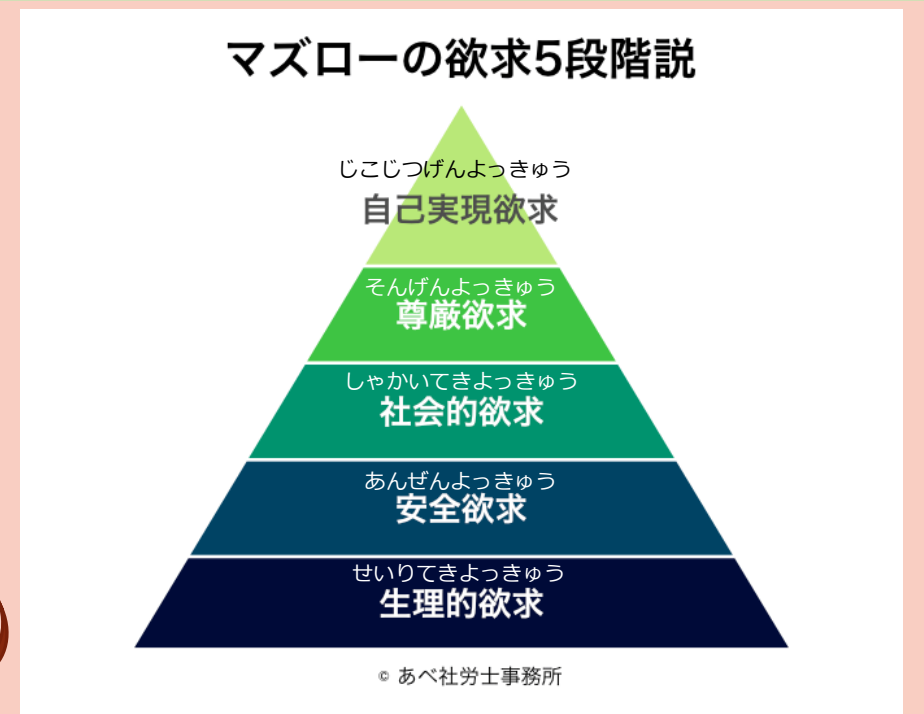 マズローの欲求5段階説
じこじつげんよっきゅう
自己実現欲求
そんげんよっきゅう
尊厳欲求
しゃかいてきよっきゅう
社会的欲求
あんぜんよっきゅう
安全欲求
せいりてきよっきゅう
生理的欲求
© あべ社労士事務所